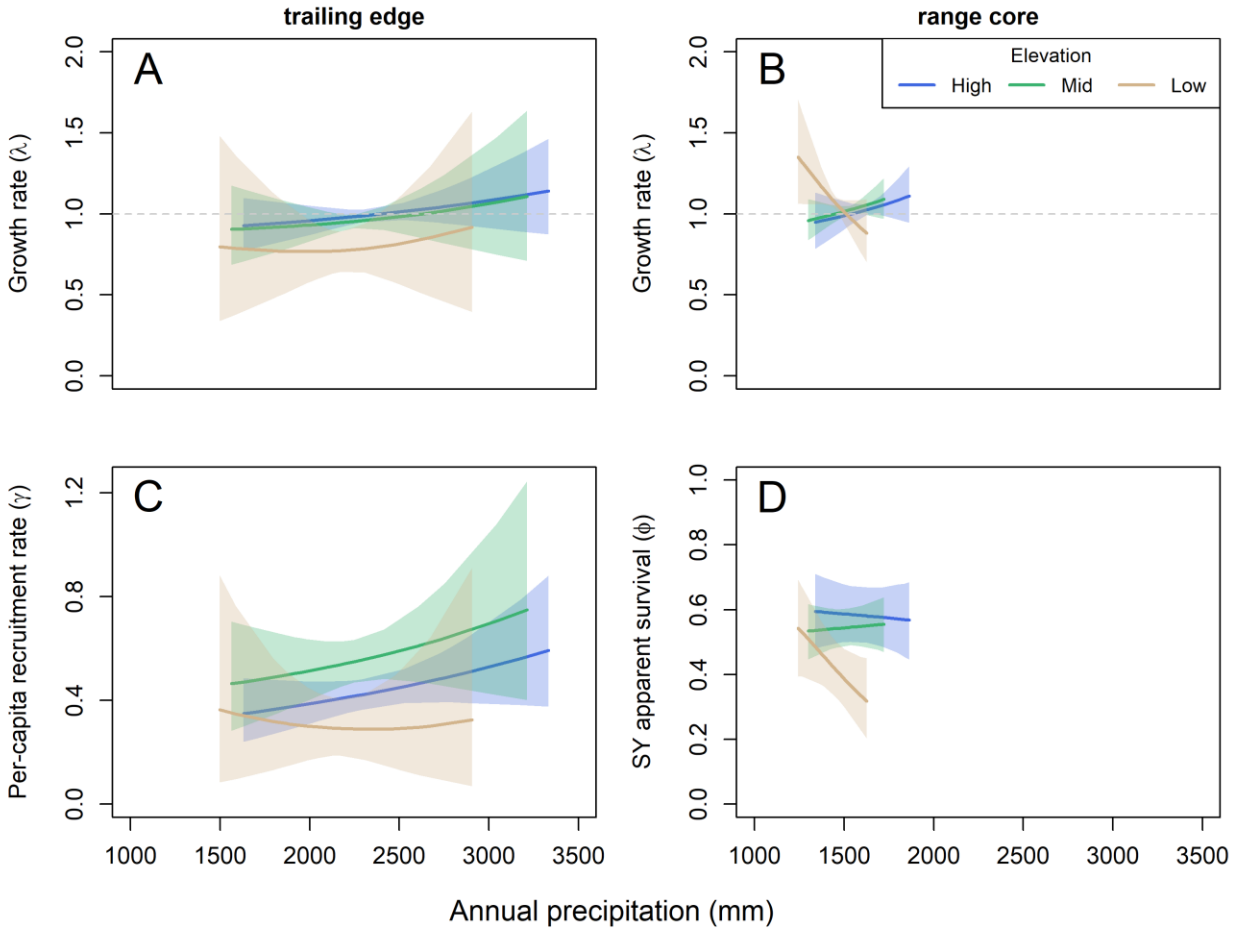 trailing edge
range core
A
B
Elevation
High Mid Low
Growth rate (λ)
0.0 0.5 1.0 1.5 2.0
Growth rate (λ)
0.0 0.5 1.0 1.5 2.0
C
D
Per-capita recruitment rate (γ)
0.0 0.4 0.8 1.2
SY apparent survival (ϕ)
0.0 0.2 0.4 0.6 0.8 1.0
1000 1500 2000 2500 3000 3500
1000 1500 2000 2500 3000 3500
Annual precipitation (mm)